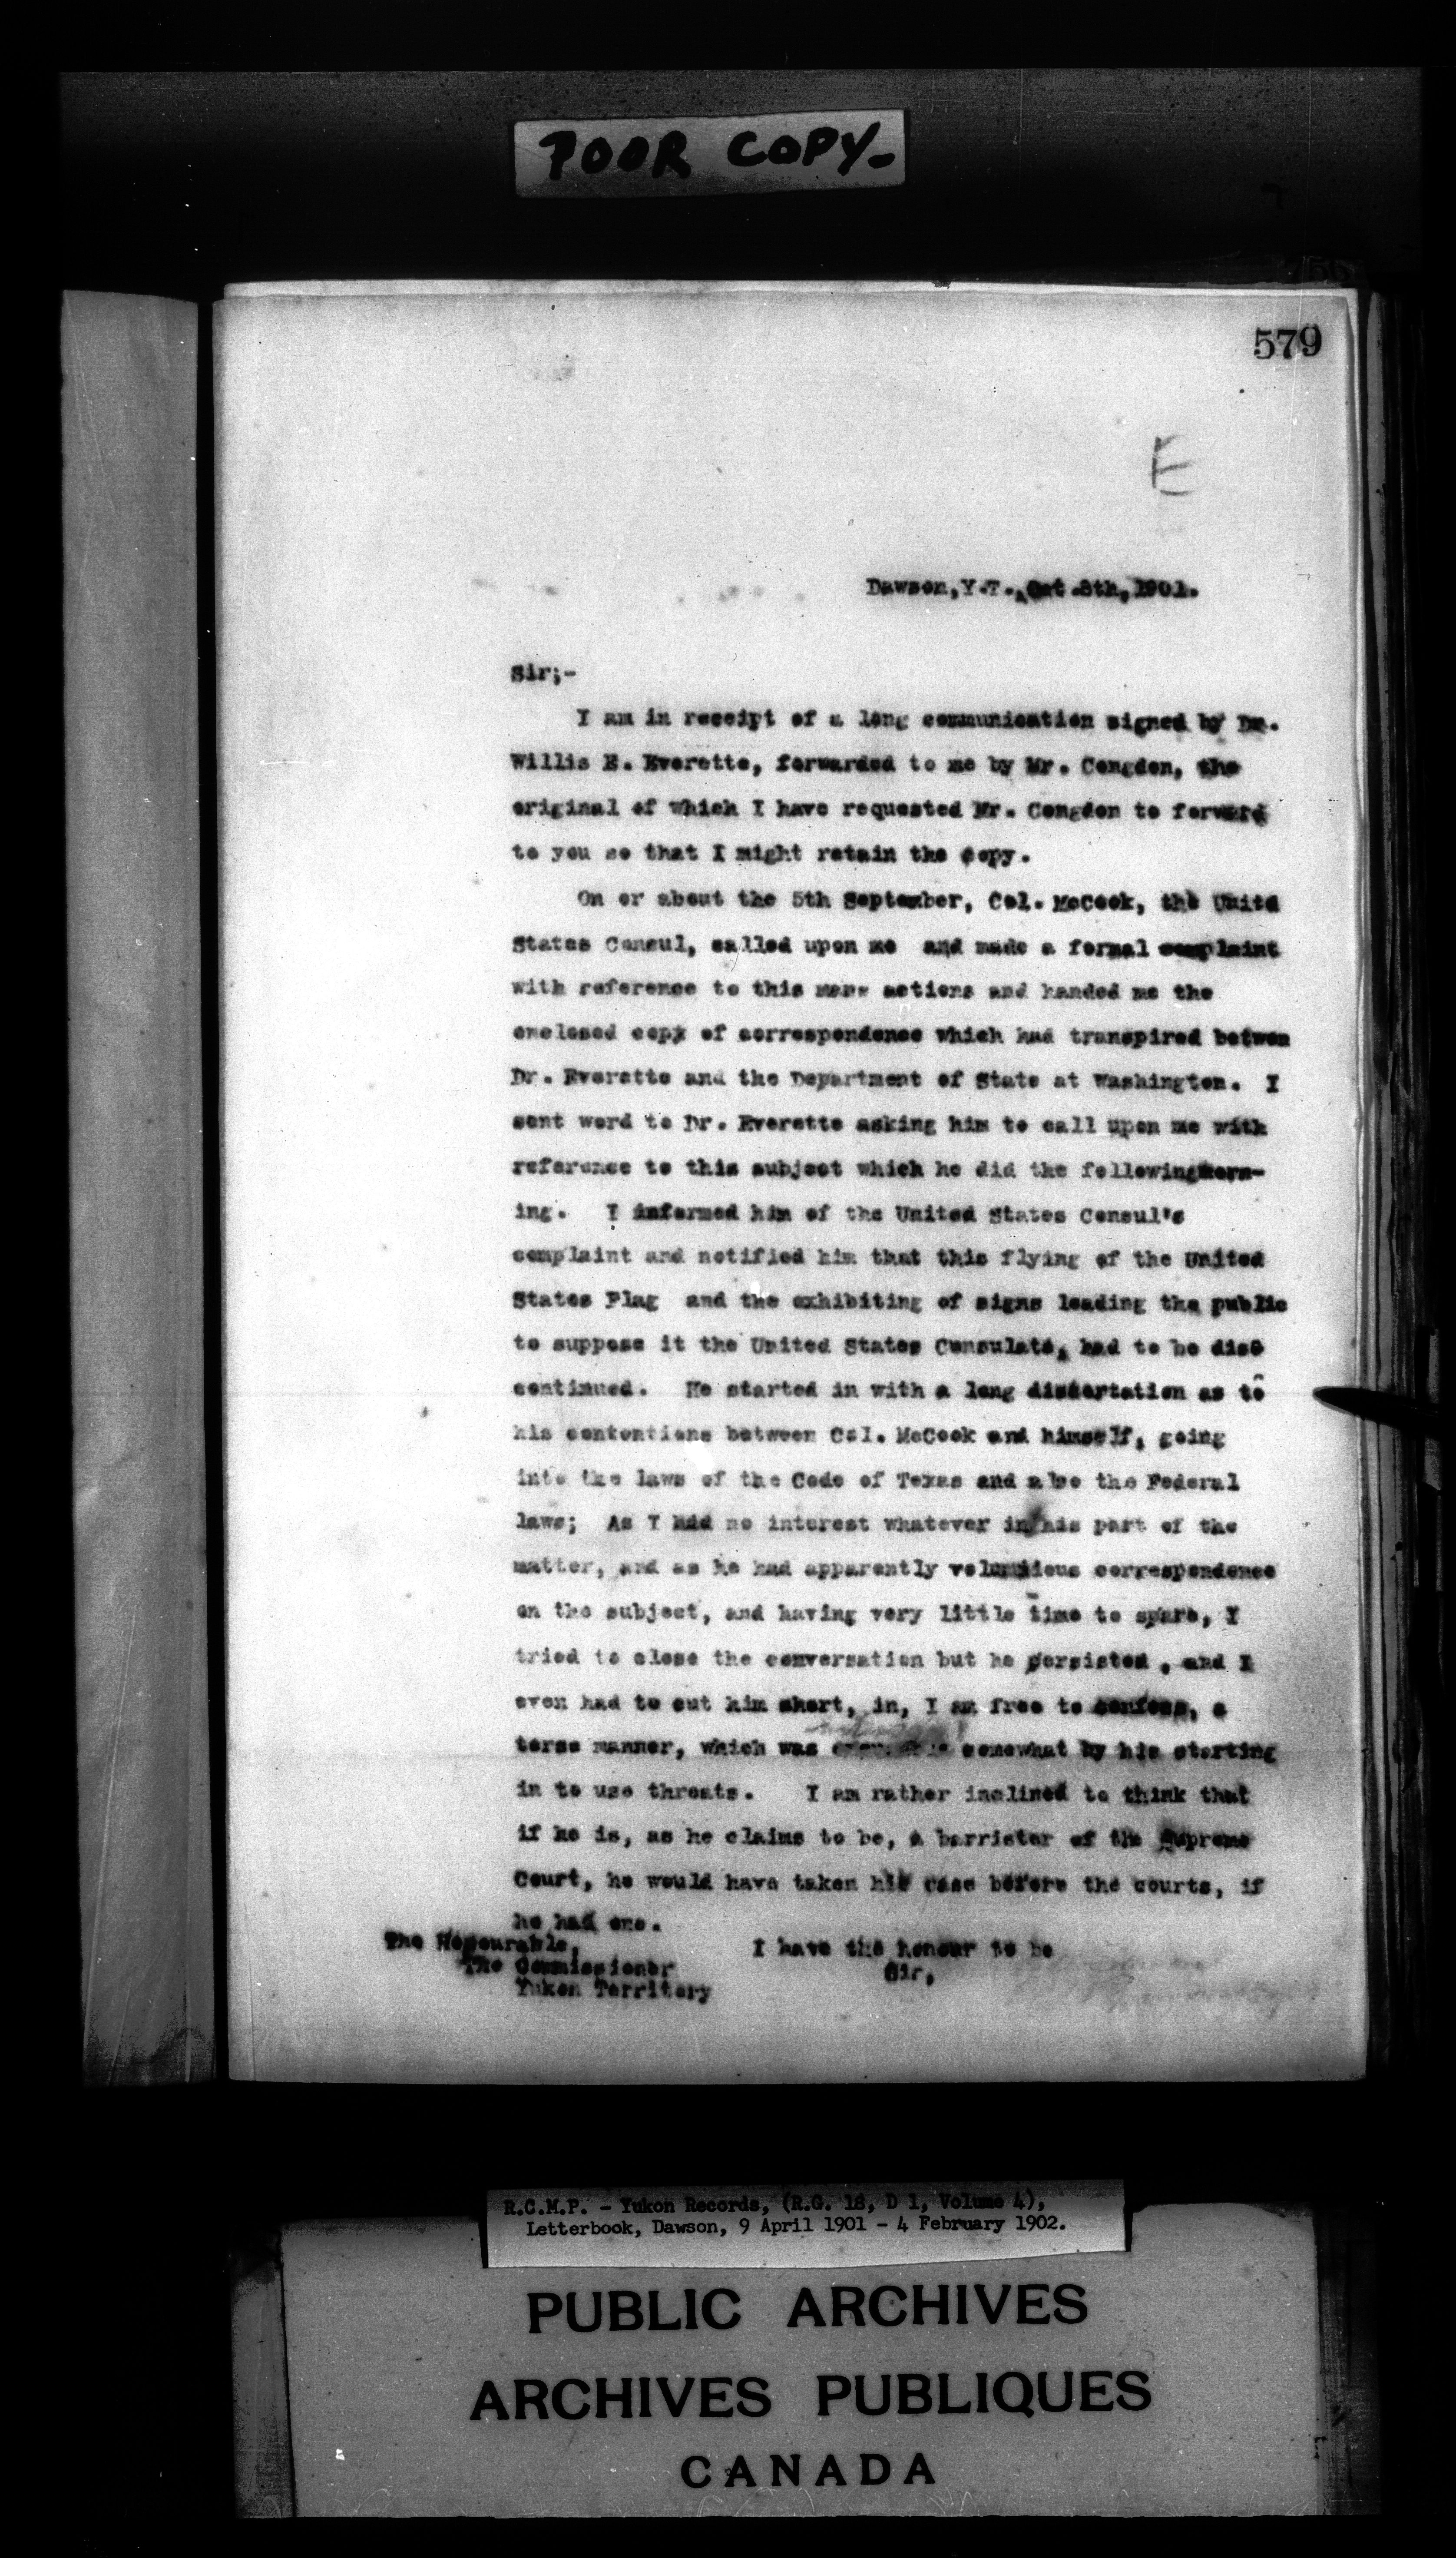 POOR COPY-
579
E
Dawson, Y.T., Oct .8th, 1901.
Sir;-
I am in receipt of a long communication signed by Dr.
Willis E. Everette, forwarded to me by Mr. Congdon, the
original of which I have requested Mr. Congdon to forward
to you so that I might retain the copy.
On or about the 5th September, Col. McCook, the Unitd
States Consul, called upon me and made a formal complaint
with reference to this mans actions and handed me the
enclosed copy of correspondence which had transpired betwen
Dr. Everette and the Department of State at Washington. I
sent word to Dr. Everette asking him to call upon me with
reference to this subject which he did the followingmorn-
ing. I informed him of the United States Consul's
complaint and notified him that this flying of the United
States Flag and the exhibiting of signs leading the public
to suppose it the United States Consulate, had to be dis-
continued. He started in with a long dissertation as to
his contentions between Col. McCook and himself, going
into the laws of the Code of Texas and also the Federal
laws; As I had no interest whatever in his part of the
matter, and as he had apparently voluminious correspondence
on the subject, and having very little time to spare, I
tried to close the conversation but he persisted , and I
even had to cut him short, in, I am free to confess, a
terse manner, which was somewhat by his starting
in to use threats. I am rather inclined to think that
if he is, as he claims to be, a barrister of the Supreme
Court, he would have taken his case before the courts, if
he had one.
I have the honour to be
Sir,
The Honourable,
The Commissioner
Yukon Territory
R.C.M.P. - Yukon Records, (R.G. 18, D 1, Volume 4),
Letterbook, Dawson, 9 April 1901 - 4 February 1902.
PUBLIC ARCHIVES
ARCHIVES PUBLIQUES
CANADA